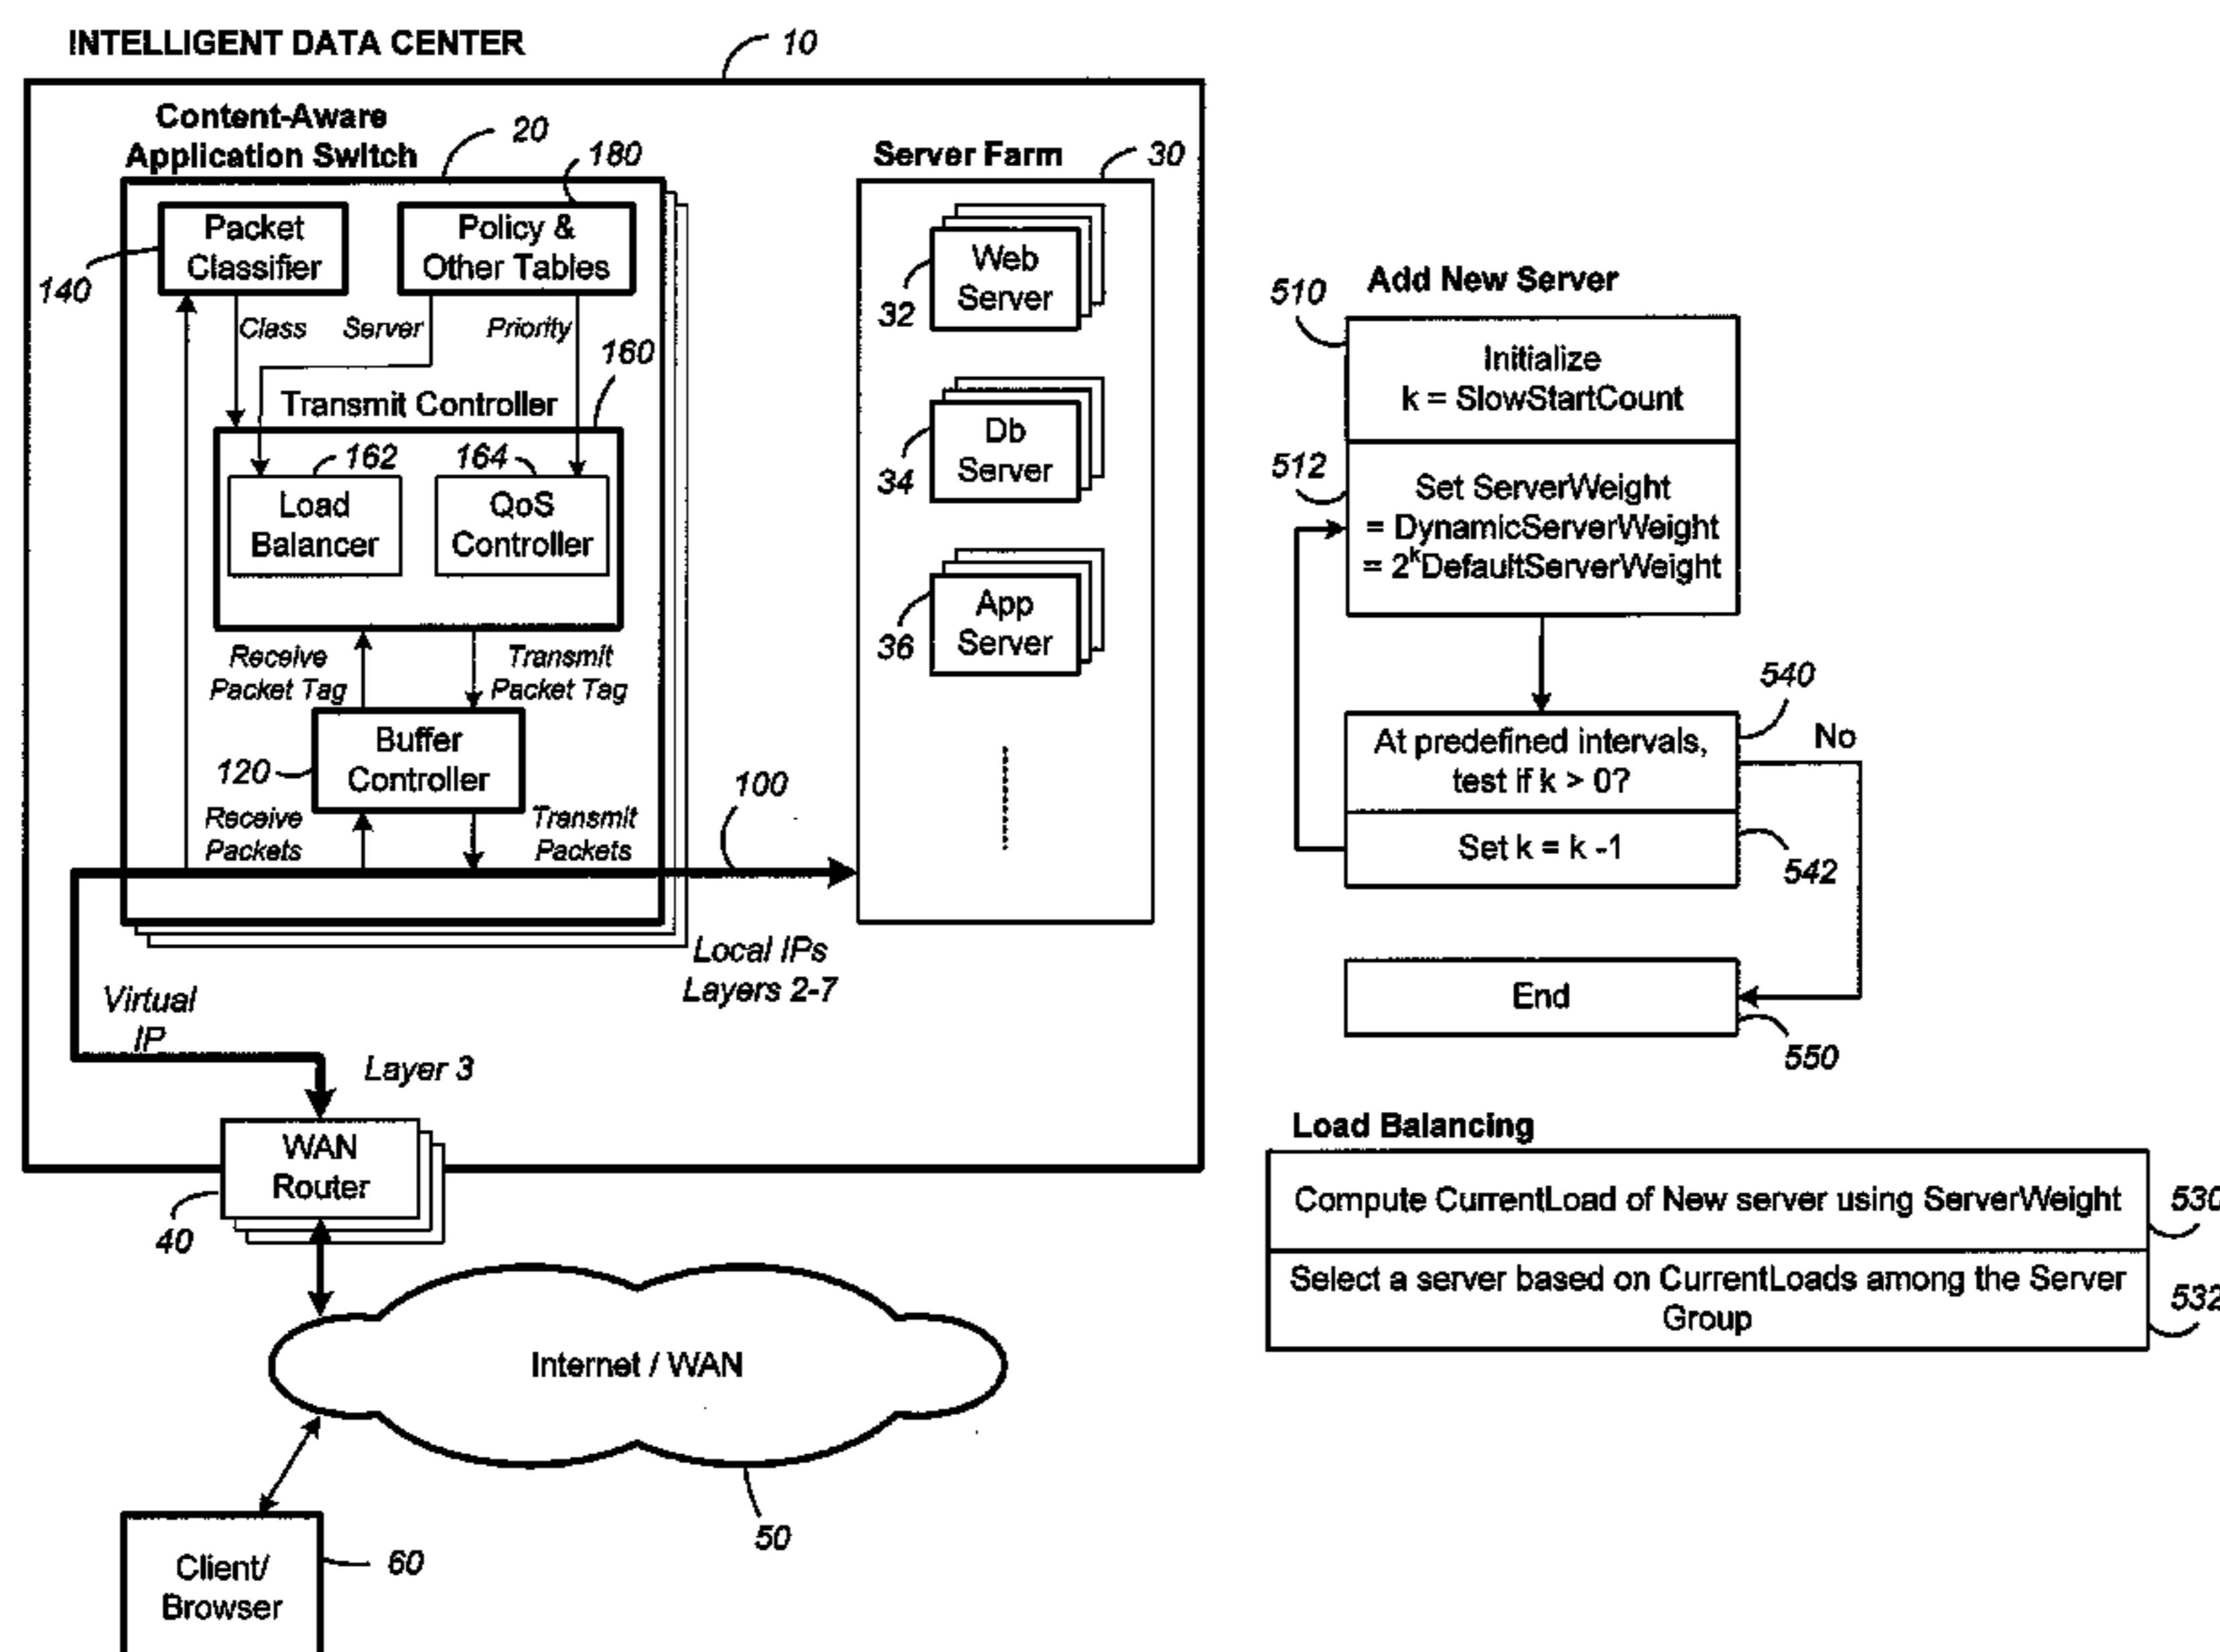 INTELLIGENT DATA CENTER
10
Content-Aware
Application Switch
20
180
Packet
Classifier
140
Policy &
Other Tables
Class
Server
Priority
160
Transmit Controller
162
164
Load
Balancer
QoS
Controller
Receive
Packet Tag
Transmit
Packet Tag
Buffer
Controller
120
Receive
Packets
Transmit
Packets
100
Server Farm
30
Web
Server
32
Db
Server
34
App
Server
36
Local IPs
Layers 2-7
Virtual
IP
Layer 3
WAN
Router
40
Internet / WAN
50
Client/
Browser
60
Add New Server
510
Initialize
k = SlowStartCount
512
Set ServerWeight
= DynamicServerWeight
= 2^kDefaultServerWeight
540
At predefined intervals,
test if k > 0?
No
Set k = k -1
542
End
550
Load Balancing
Compute CurrentLoad of New server using ServerWeight
530
Select a server based on CurrentLoads among the Server
Group
532